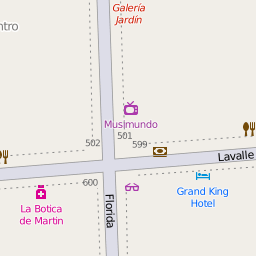 Galería
Jardín
ntro
Musimundo
501
502
599
Lavalle
600
Grand King
Hotel
La Botica
de Martin
Florida